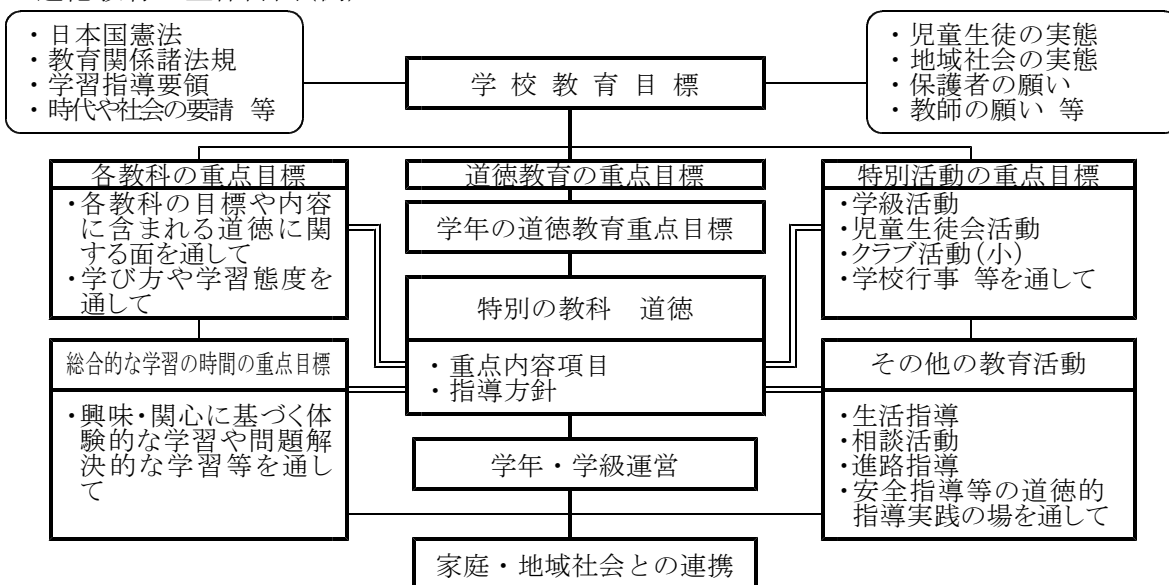 ・日本国憲法
・教育関係諸法規
・学習指導要領
・時代や社会の要請 等
学校教育目標
・児童生徒の実態
・地域社会の実態
・保護者の願い
・教師の願い 等
各教科の重点目標
・各教科の目標や内容
に含まれる道徳に関
する面を通して
・学び方や学習態度を
通して
道徳教育の重点目標
学年の道徳教育重点目標
特別の教科 道徳
・重点内容項目
・指導方針
特別活動の重点目標
・学級活動
・児童生徒会活動
・クラブ活動(小)
・学校行事 等を通して
総合的な学習の時間の重点目標
・興味・関心に基づく体
験的な学習や問題解
決的な学習等を通し
て
学年・学級運営
その他の教育活動
・生活指導
・相談活動
・進路指導
・安全指導等の道徳的
指導実践の場を通して
家庭・地域社会との連携